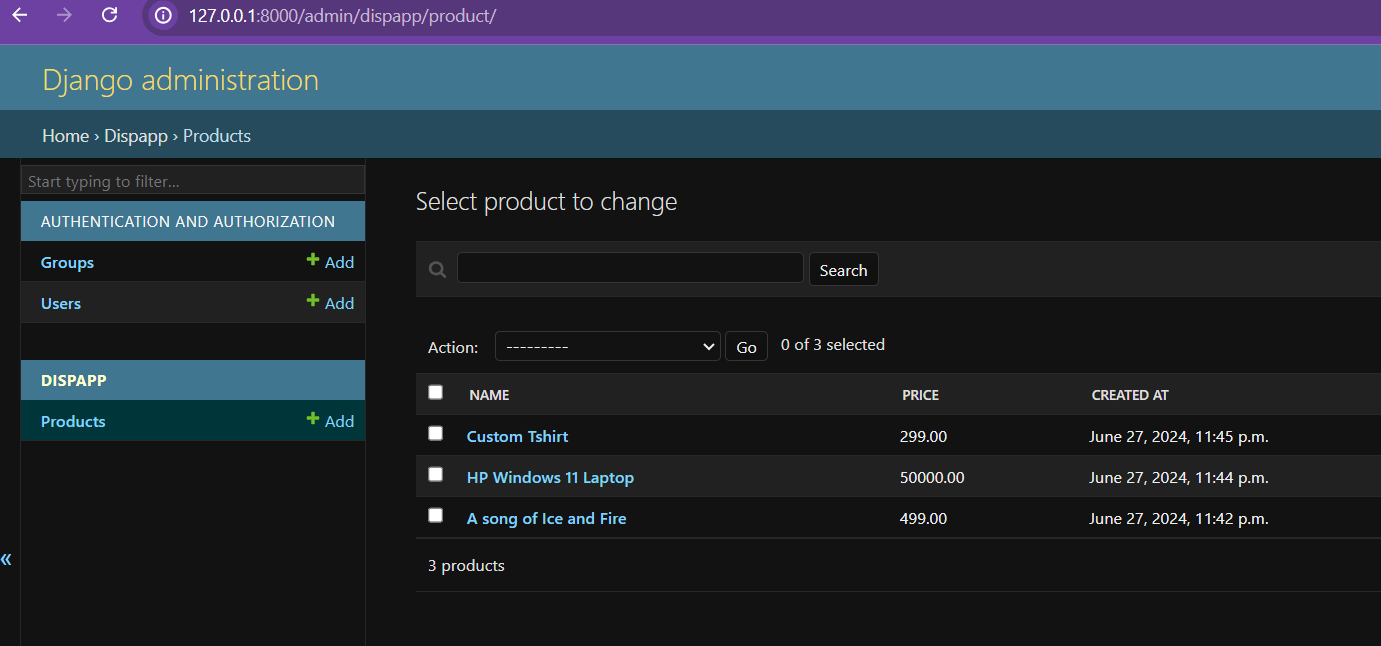 127.0.0.1:8000/admin/dispapp/product/
Django administration
Home › Dispapp › Products
Start typing to filter...
AUTHENTICATION AND AUTHORIZATION
Groups + Add
Users + Add
DISPAPP
Products + Add
«
Select product to change
Search
Action: --------- Go 0 of 3 selected
NAME PRICE CREATED AT
Custom Tshirt 299.00 June 27, 2024, 11:45 p.m.
HP Windows 11 Laptop 50000.00 June 27, 2024, 11:44 p.m.
A song of Ice and Fire 499.00 June 27, 2024, 11:42 p.m.
3 products